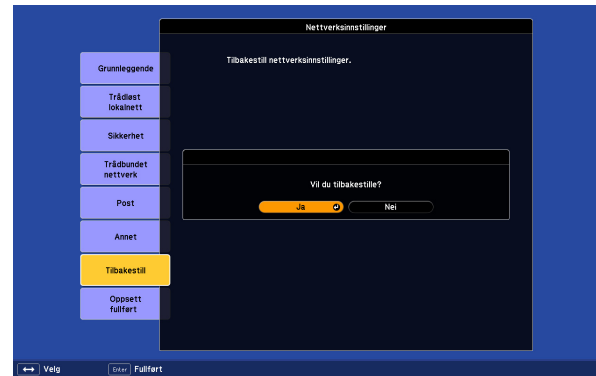 Nettverksinnstillinger
Tilbakestill nettverksinnstillinger.
Grunnleggende
Trådløst
lokalnett
Sikkerhet
Trådbundet
nettverk
Post
Annet
Tilbakestill
Oppsett
fullført
Vil du tilbakestille?
Ja
Nei
Velg
Enter Fullført